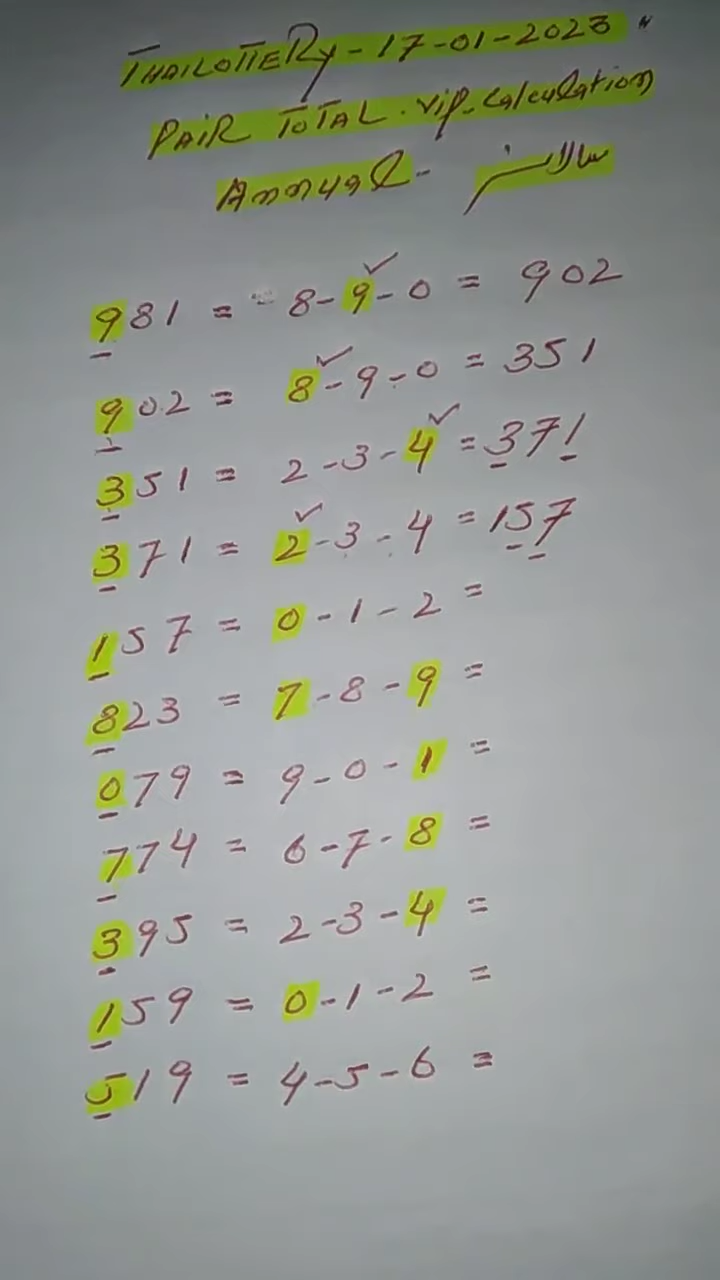 THAILOTTERY - 17-01-2023 "
PAIR TOTAL. vip. Calculation
Annual - سالانہ
981 = 8-9-0 = 902
902 = 8-9-0 = 351
351 = 2-3-4 = 371
371 = 2-3-4 = 157
157 = 0-1-2 =
823 = 7-8-9 =
079 = 9-0-1 =
774 = 6-7-8 =
395 = 2-3-4 =
159 = 0-1-2 =
519 = 4-5-6 =